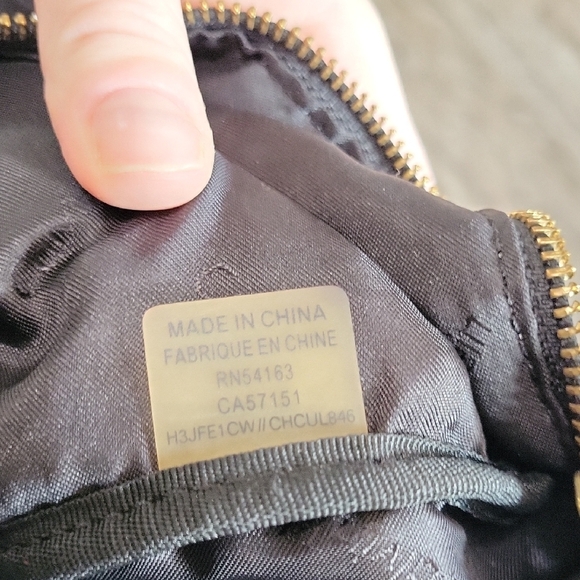 MADE IN CHINA
FABRIQUE EN CHINE
RN54163
CA57151
H3JFE1CW//CHCUL846